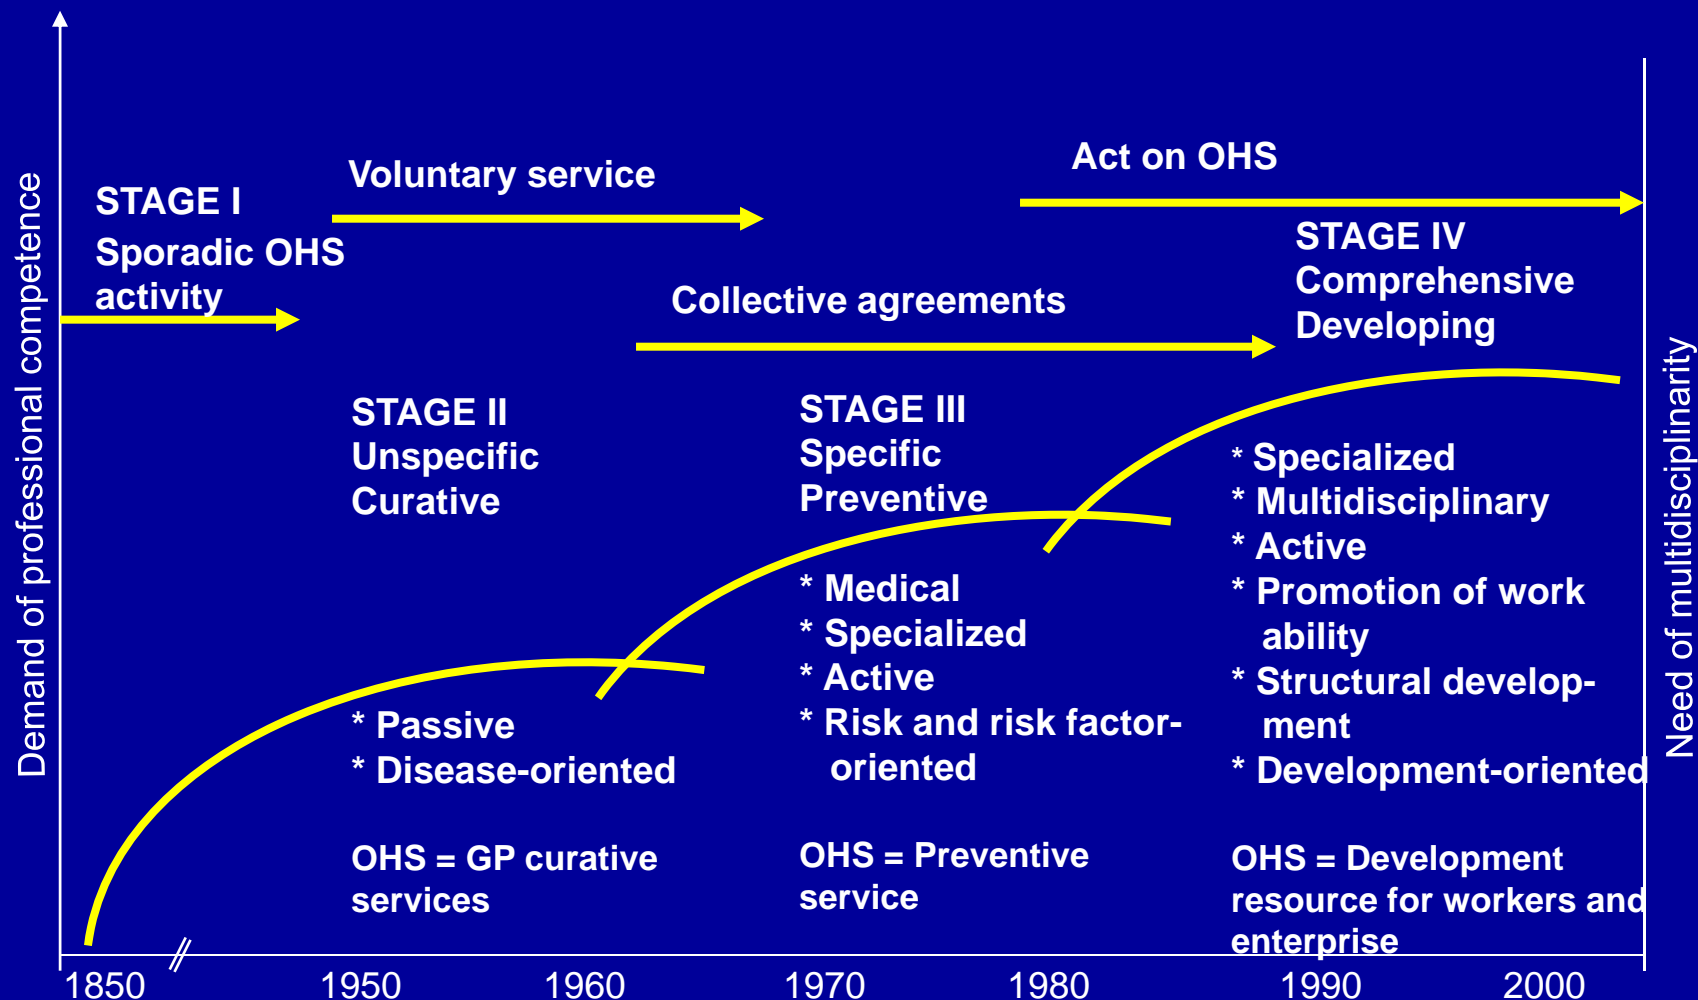 Demand of professional competence
STAGE I
Sporadic OHS
activity
Voluntary service
Act on OHS
Collective agreements
STAGE II
Unspecific
Curative
* Passive
* Disease-oriented
OHS = GP curative
services
STAGE III
Specific
Preventive
* Medical
* Specialized
* Active
* Risk and risk factor-
oriented
OHS = Preventive
service
STAGE IV
Comprehensive
Developing
* Specialized
* Multidisciplinary
* Active
* Promotion of work
ability
* Structural develop-
ment
* Development-oriented
OHS = Development
resource for workers and
enterprise
Need of multidisciplinarity
1850 1950 1960 1970 1980 1990 2000